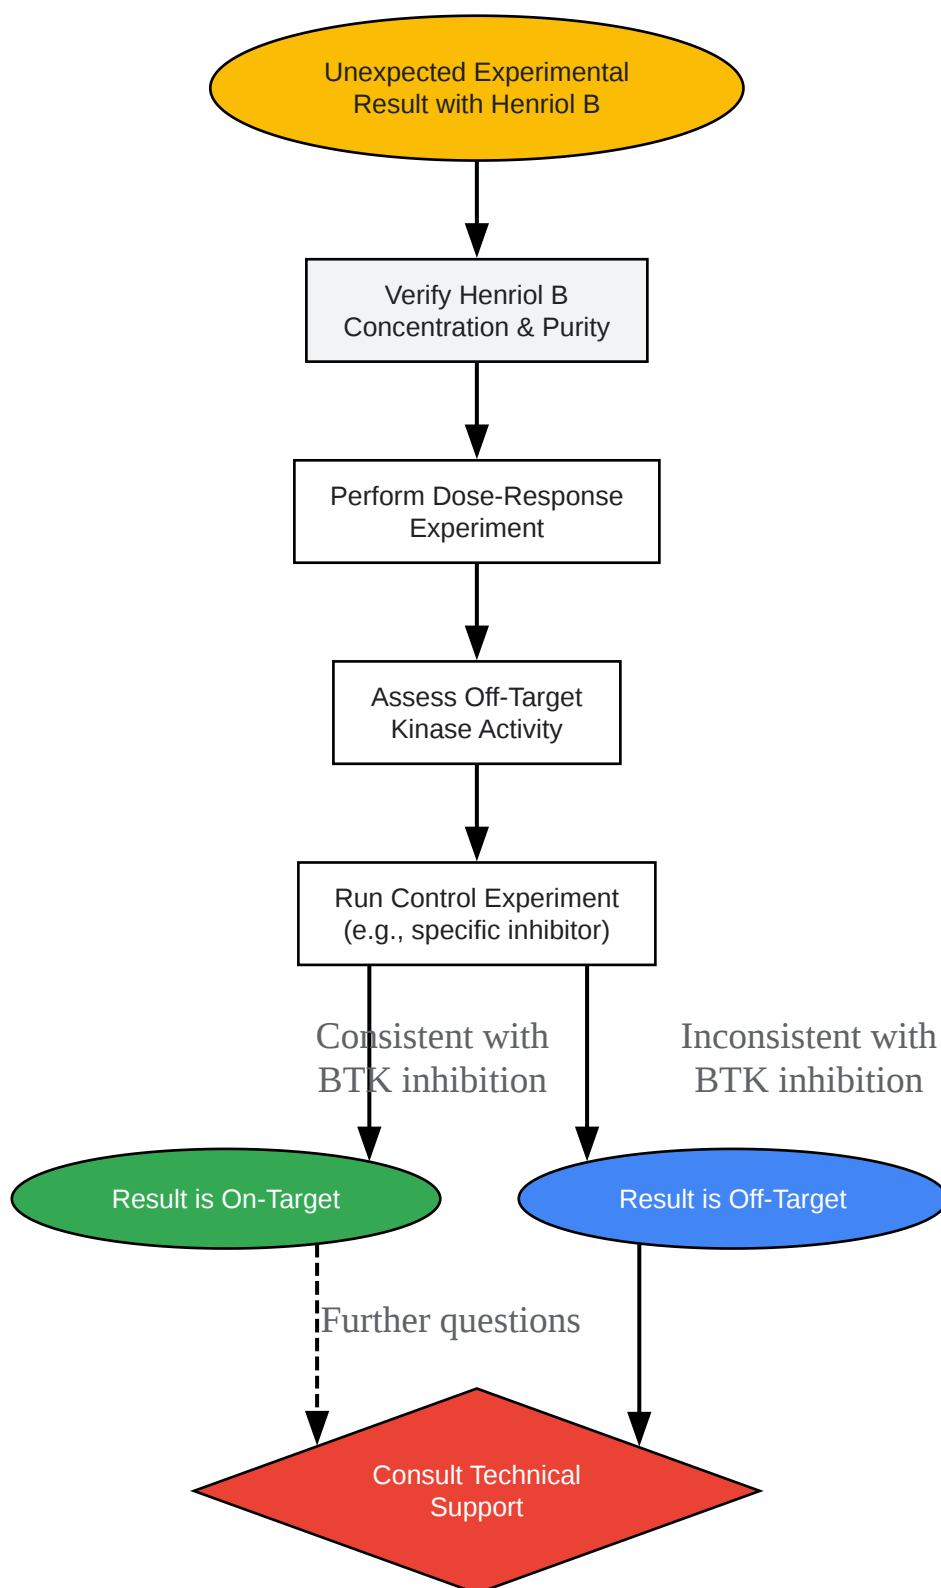 Unexpected Experimental
Result with Henriol B
Verify Henriol B
Concentration & Purity
Perform Dose-Response
Experiment
Assess Off-Target
Kinase Activity
Run Control Experiment
(e.g., specific inhibitor)
Consistent with
BTK inhibition
Inconsistent with
BTK inhibition
Result is On-Target
Result is Off-Target
Further questions
Consult Technical
Support